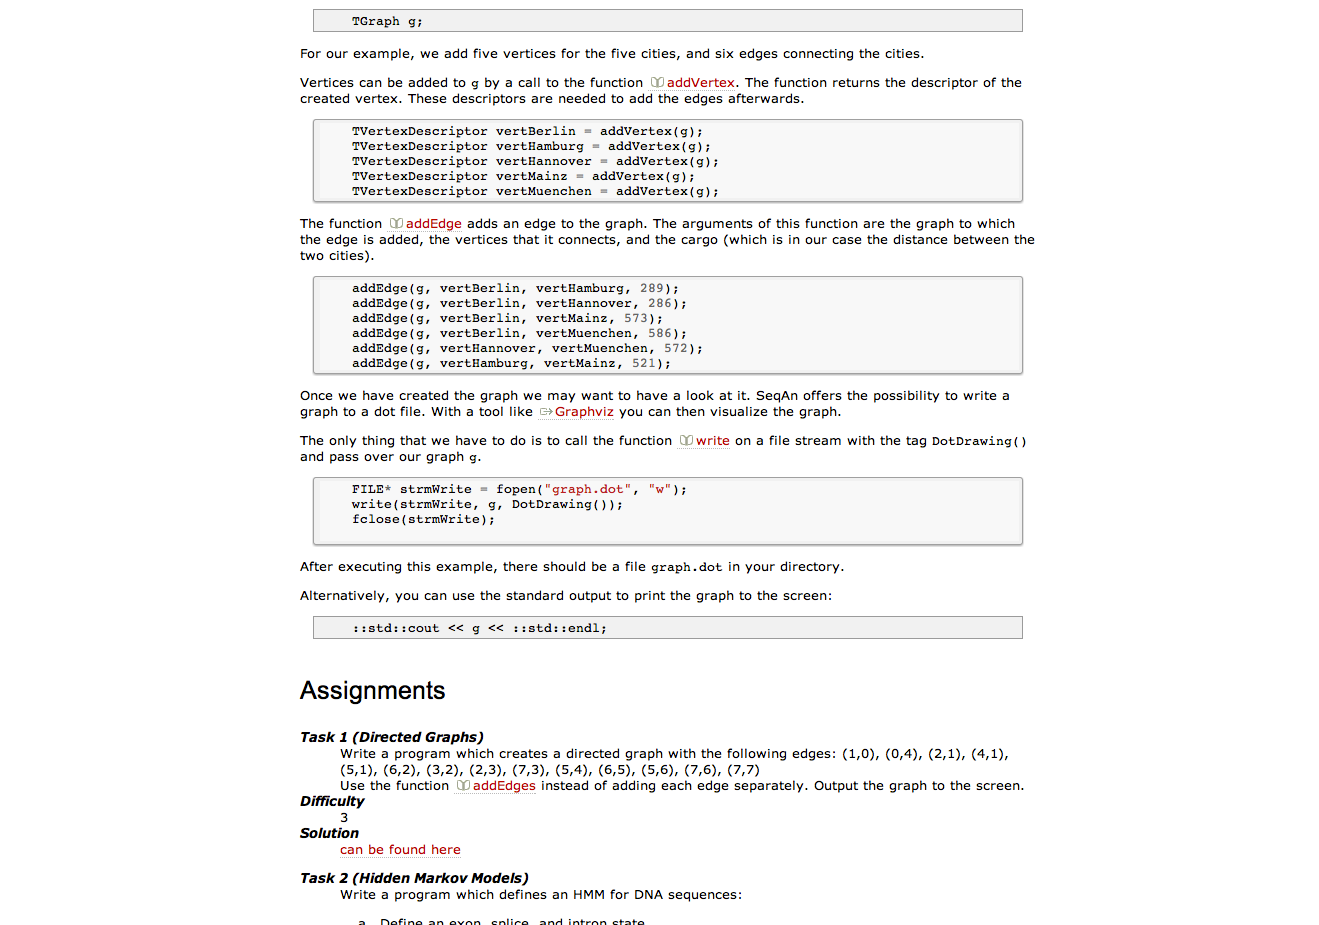 TGraph g;
For our example, we add five vertices for the five cities, and six edges connecting the cities.
Vertices can be added to g by a call to the function addVertex. The function returns the descriptor of the
created vertex. These descriptors are needed to add the edges afterwards.
TVertexDescriptor vertBerlin = addVertex(g);
TVertexDescriptor vertHamburg = addVertex(g);
TVertexDescriptor vertHannover = addVertex(g);
TVertexDescriptor vertMainz = addVertex(g);
TVertexDescriptor vertMuenchen = addVertex(g);
The function addEdge adds an edge to the graph. The arguments of this function are the graph to which
the edge is added, the vertices that it connects, and the cargo (which is in our case the distance between the
two cities).
addEdge(g, vertBerlin, vertHamburg, 289);
addEdge(g, vertBerlin, vertHannover, 286);
addEdge(g, vertBerlin, vertMainz, 573);
addEdge(g, vertBerlin, vertMuenchen, 586);
addEdge(g, vertHannover, vertMuenchen, 572);
addEdge(g, vertHamburg, vertMainz, 521);
Once we have created the graph we may want to have a look at it. SeqAn offers the possibility to write a
graph to a dot file. With a tool like Graphviz you can then visualize the graph.
The only thing that we have to do is to call the function write on a file stream with the tag DotDrawing()
and pass over our graph g.
FILE* strmWrite = fopen("graph.dot", "w");
write(strmWrite, g, DotDrawing());
fclose(strmWrite);
After executing this example, there should be a file graph.dot in your directory.
Alternatively, you can use the standard output to print the graph to the screen:
::std::cout << g << ::std::endl;
Assignments
Task 1 (Directed Graphs)
Write a program which creates a directed graph with the following edges: (1,0), (0,4), (2,1), (4,1),
(5,1), (6,2), (3,2), (2,3), (7,3), (5,4), (6,5), (5,6), (7,6), (7,7)
Use the function addEdges instead of adding each edge separately. Output the graph to the screen.
Difficulty
3
Solution
can be found here
Task 2 (Hidden Markov Models)
Write a program which defines an HMM for DNA sequences:
a. Define an exon, splice, and intron state.